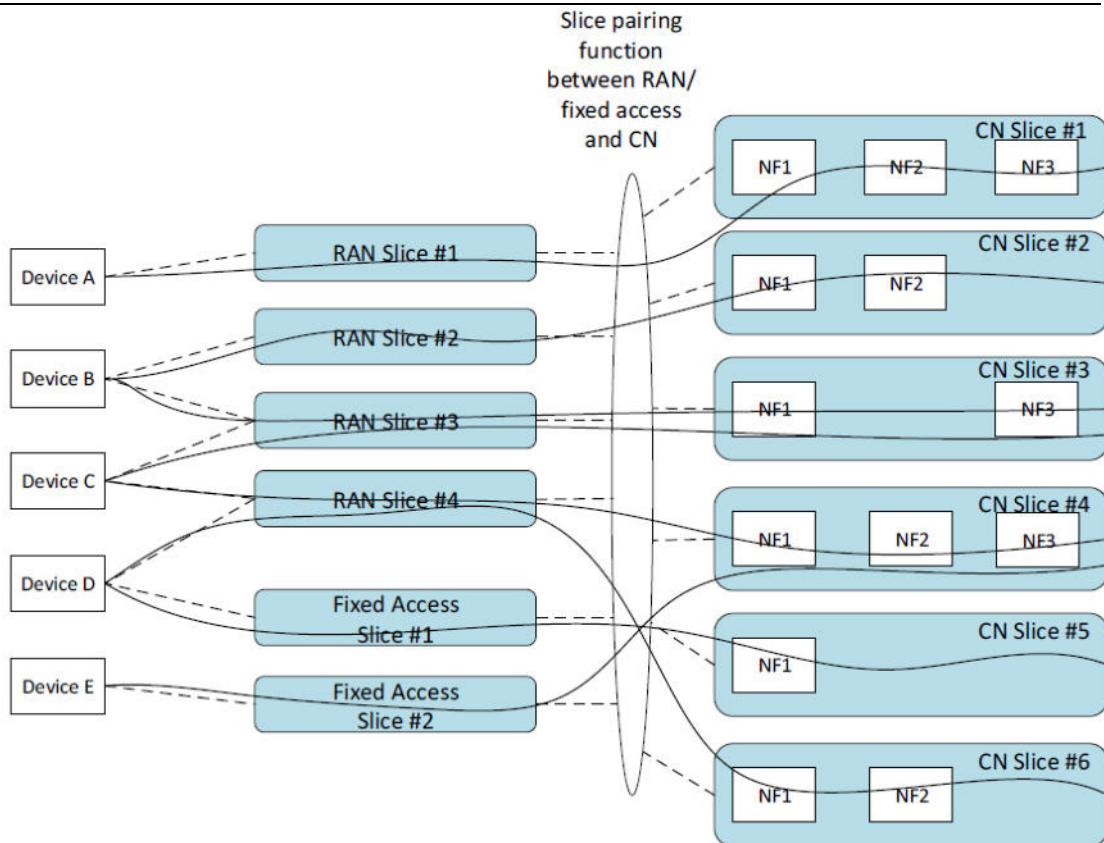 Slice pairing
function
between RAN/
fixed access
and CN
CN Slice #1
NF1
NF2
NF3
Device A
RAN Slice #1
CN Slice #2
NF1
NF2
Device B
RAN Slice #2
CN Slice #3
NF1
NF3
Device C
RAN Slice #3
RAN Slice #4
CN Slice #4
NF1
NF2
NF3
Device D
Fixed Access
Slice #1
CN Slice #5
NF1
Device E
Fixed Access
Slice #2
CN Slice #6
NF1
NF2